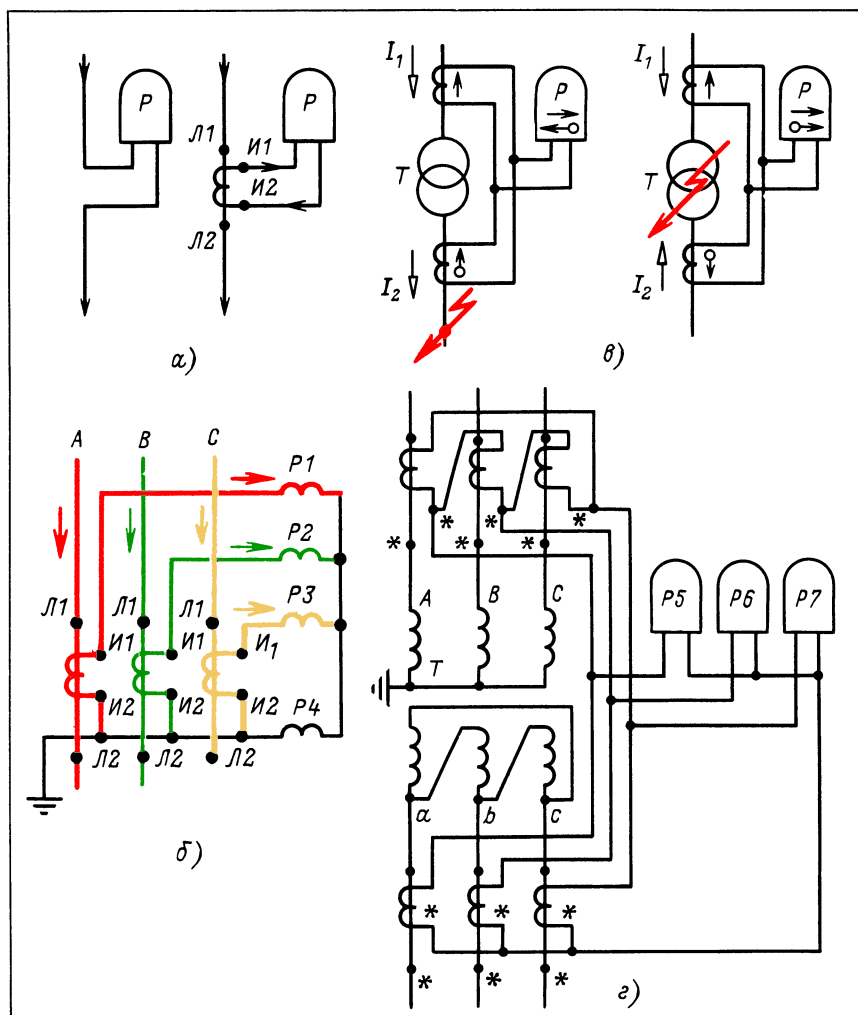 P
P
Л1
И1
И2
Л2
а)
I₁
P
T
I₂
I₁
P
T
I₂
в)
A
B
C
P1
P2
P3
Л1
И1
Л1
И1
Л1
И₁
И2
И2
И2
P4
Л2
Л2
Л2
б)
*
*
*
*
*
*
A
B
C
T
P5
P6
P7
a
b
c
*
*
*
*
*
*
г)